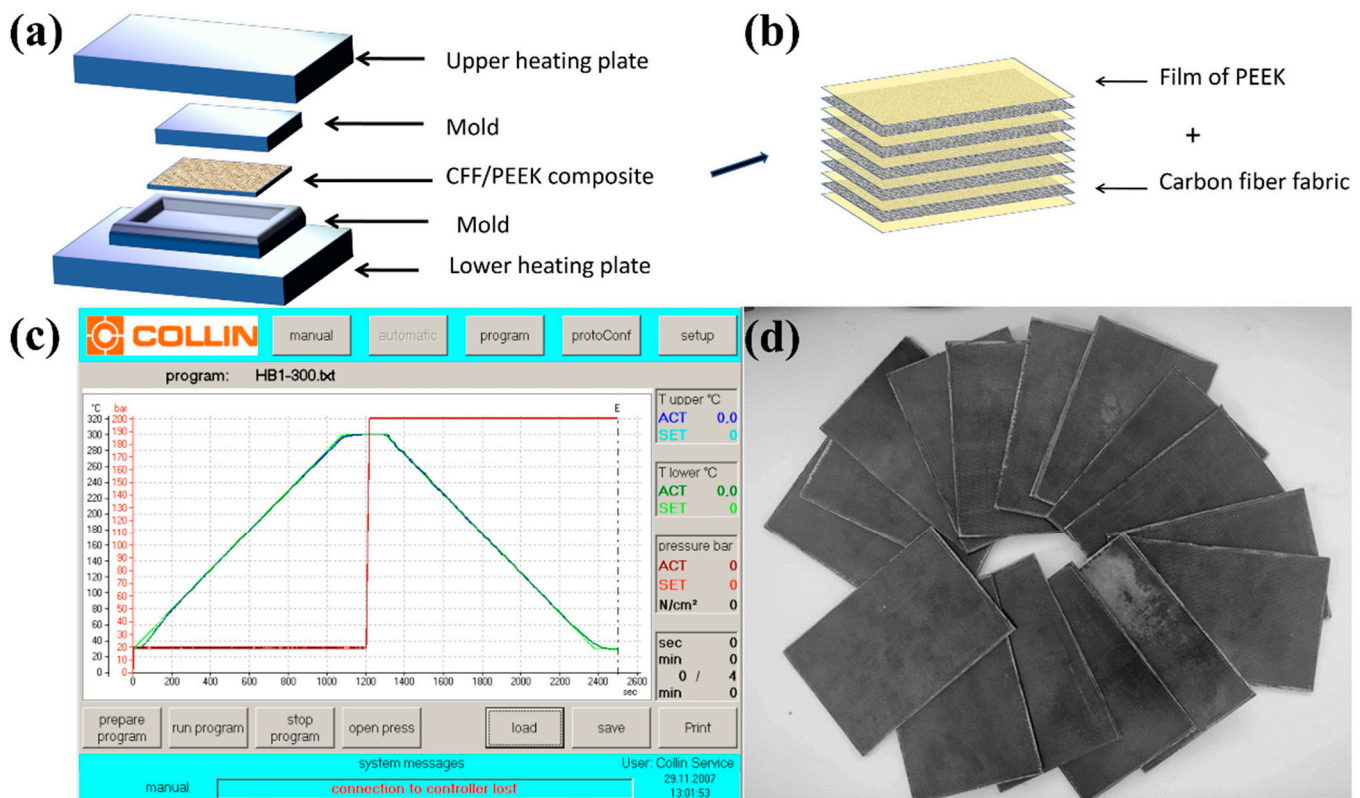 (a)
Upper heating plate
Mold
CFF/PEEK composite
Mold
Lower heating plate
(b)
Film of PEEK
+
Carbon fiber fabric
(c)
COLLIN
manual
automatic
program
protoConf
setup
program: HB1-300.txt
°C bar
320 200
190
300
180
280
170
260 160
240 150
140
220
130
200
120
180 110
160 100
90
140
80
120
70
100 60
80 50
40
60
30
40
20
20 10
0 0
0 200 400 600 800 1000 1200 1400 1600 1800 2000 2200 2400 2600
sec
E
T upper °C
ACT 0,0
SET 0
T lower °C
ACT 0,0
SET 0
pressure bar
ACT 0
SET 0
N/cm² 0
sec 0
min 0
0 / 4
min 0
prepare program
run program
stop program
open press
load
save
Print
system messages
User: Collin Service
manual
connection to controller lost
29.11.2007
13:01:53
(d)